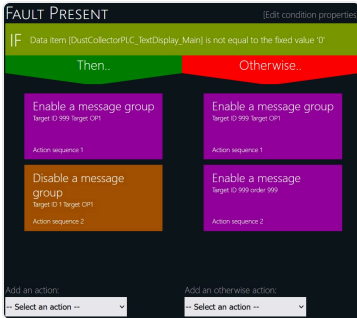 FAULT PRESENT
[Edit condition properties
IF Data item [DustCollectorPLC_TextDisplay_Main] is not equal to the fixed value '0'
Then..
Otherwise..
Enable a message group
Target ID 999 Target OP1
Action sequence 1
Enable a message group
Target ID 999 Target OP1
Action sequence 1
Disable a message
group
Target ID 1 Target OP1
Action sequence 2
Enable a message
Target ID 999 order 999
Action sequence 2
Add an action:
-- Select an action --
Add an otherwise action:
-- Select an action --